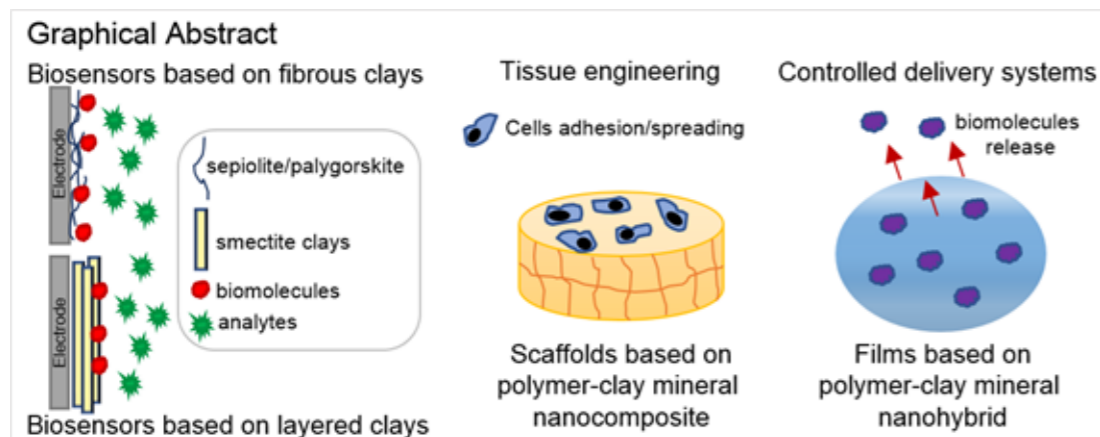 Graphical Abstract
Biosensors based on fibrous clays
Electrode
sepiolite/palygorskite
smectite clays
biomolecules
analytes
Electrode
Biosensors based on layered clays
Tissue engineering
Cells adhesion/spreading
Scaffolds based on
polymer-clay mineral
nanocomposite
Controlled delivery systems
biomolecules
release
Films based on
polymer-clay mineral
nanohybrid